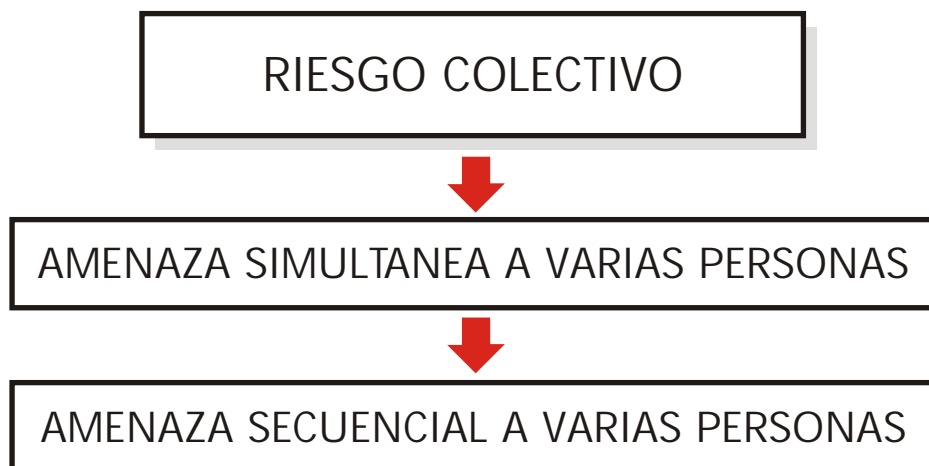 RIESGO COLECTIVO
AMENAZA SIMULTANEA A VARIAS PERSONAS
AMENAZA SECUENCIAL A VARIAS PERSONAS